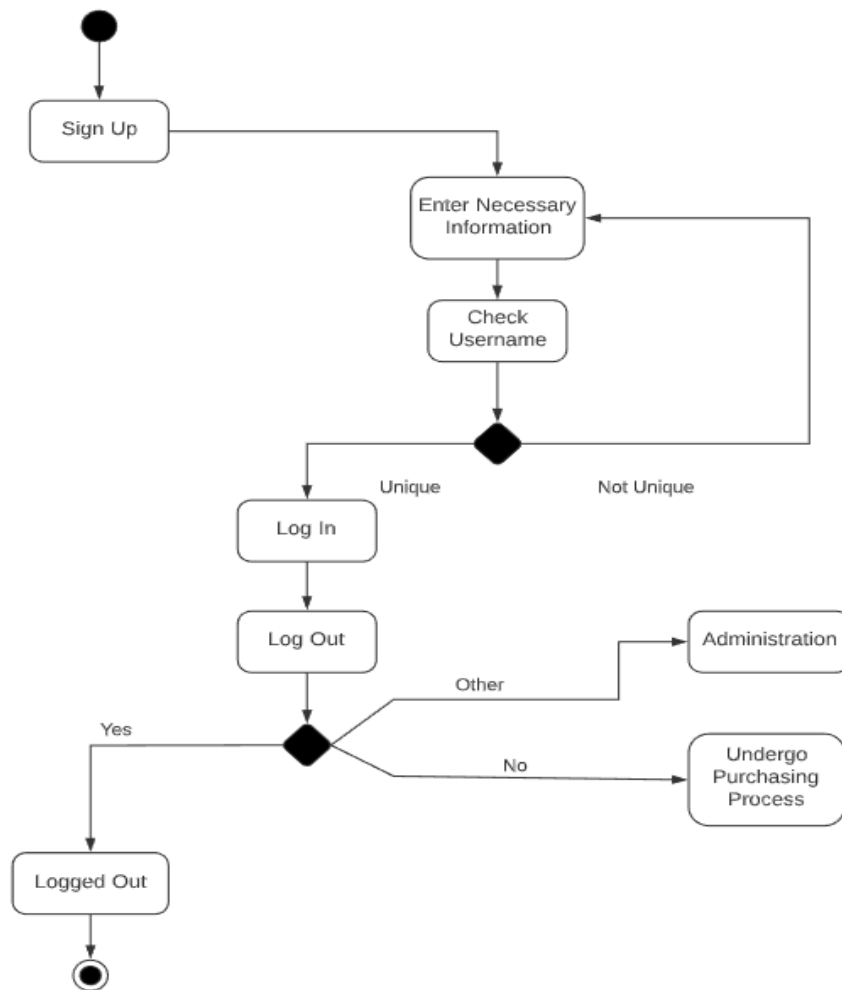 Sign Up
Enter Necessary
Information
Check
Username
Unique
Not Unique
Log In
Log Out
Administration
Other
Yes
No
Undergo
Purchasing
Process
Logged Out